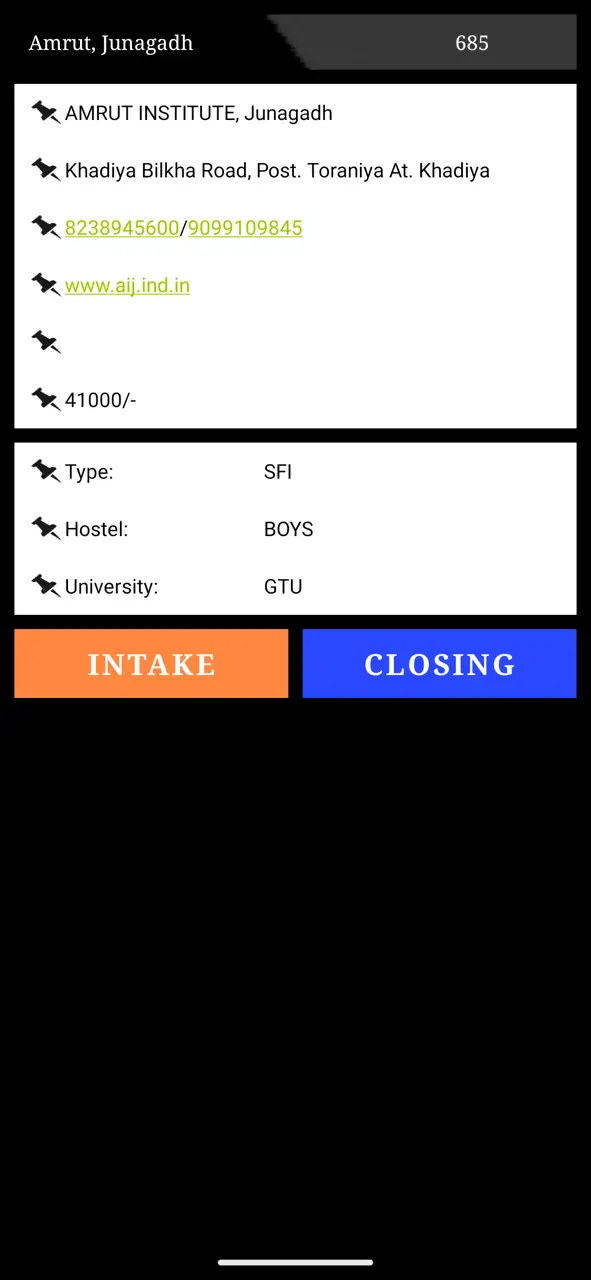 Amrut, Junagadh 685
AMRUT INSTITUTE, Junagadh
Khadiya Bilkha Road, Post. Toraniya At. Khadiya
8238945600/9099109845
www.aij.ind.in
41000/-
Type: SFI
Hostel: BOYS
University: GTU
INTAKE CLOSING